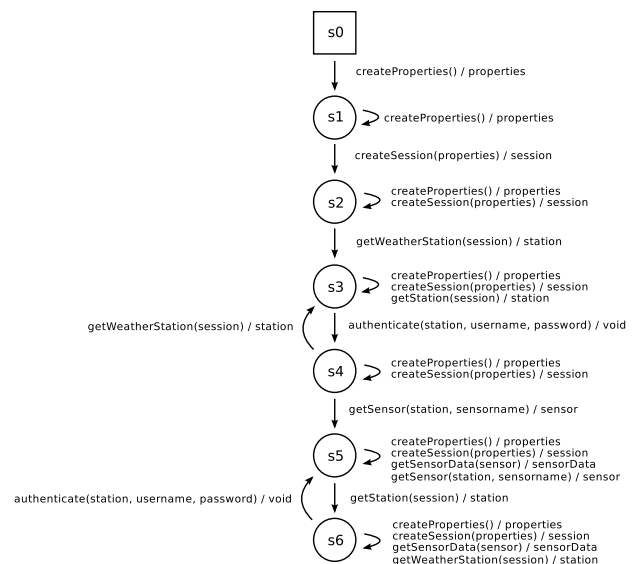 s0
createProperties() / properties
s1
createProperties() / properties
createSession(properties) / session
s2
createProperties() / properties
createSession(properties) / session
getWeatherStation(session) / station
s3
createProperties() / properties
createSession(properties) / session
getStation(session) / station
getWeatherStation(session) / station
authenticate(station, username, password) / void
s4
createProperties() / properties
createSession(properties) / session
getSensor(station, sensorname) / sensor
s5
createProperties() / properties
createSession(properties) / session
getSensorData(sensor) / sensorData
getSensor(station, sensorname) / sensor
authenticate(station, username, password) / void
getStation(session) / station
s6
createProperties() / properties
createSession(properties) / session
getSensorData(sensor) / sensorData
getWeatherStation(session) / station